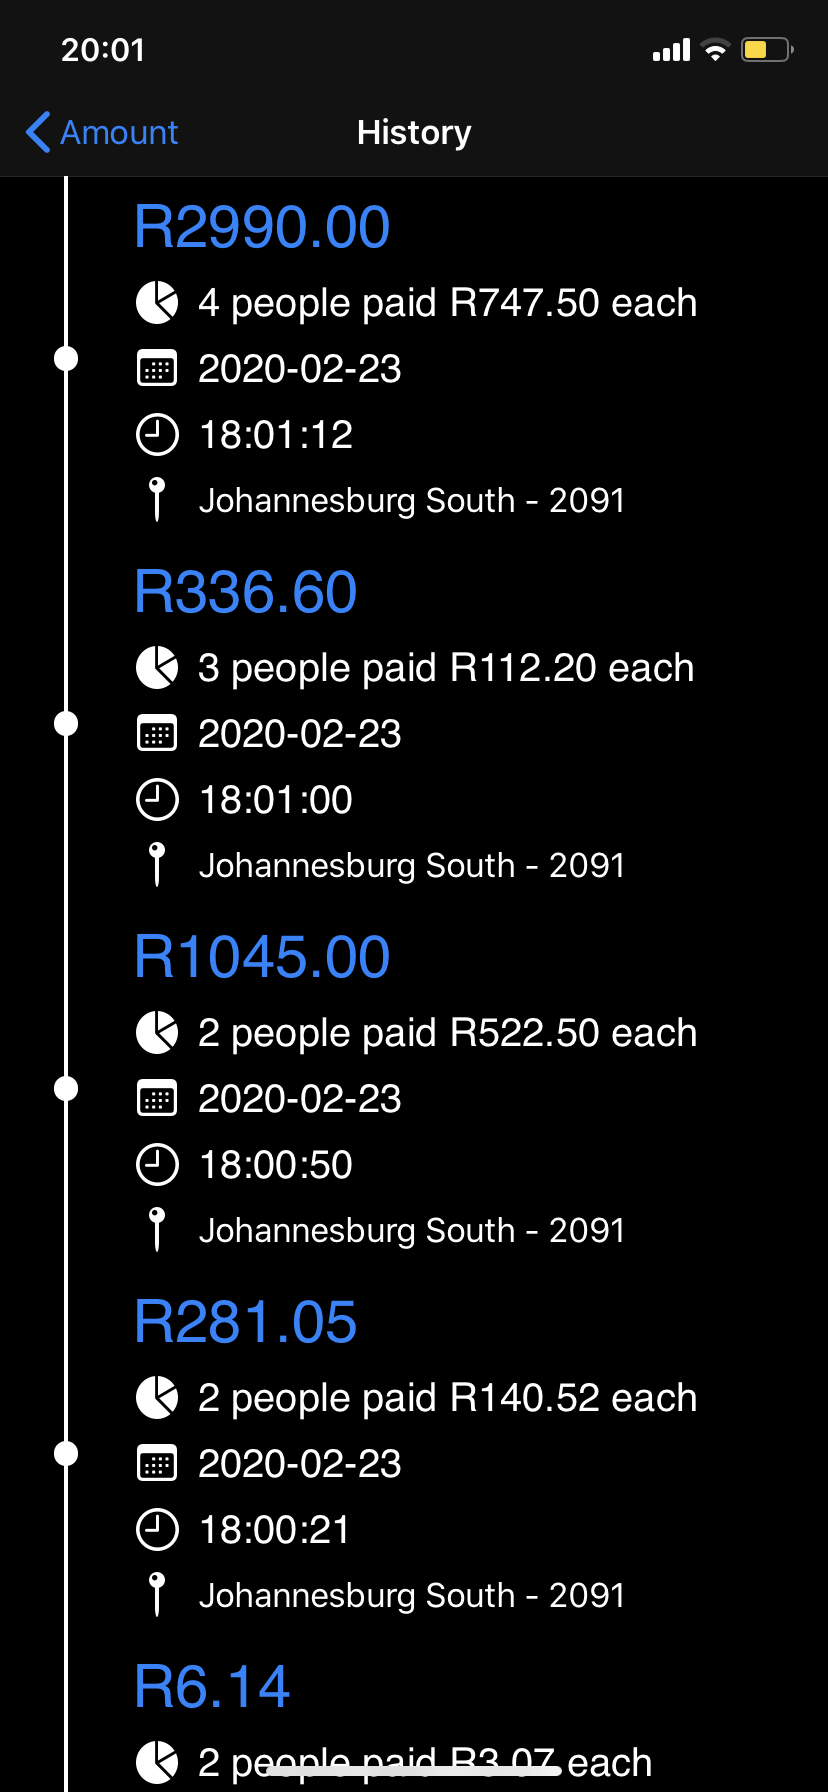 20:01
Amount
History
R2990.00
4 people paid R747.50 each
2020-02-23
18:01:12
Johannesburg South - 2091
R336.60
3 people paid R112.20 each
2020-02-23
18:01:00
Johannesburg South - 2091
R1045.00
2 people paid R522.50 each
2020-02-23
18:00:50
Johannesburg South - 2091
R281.05
2 people paid R140.52 each
2020-02-23
18:00:21
Johannesburg South - 2091
R6.14
2 people paid R3.07 each